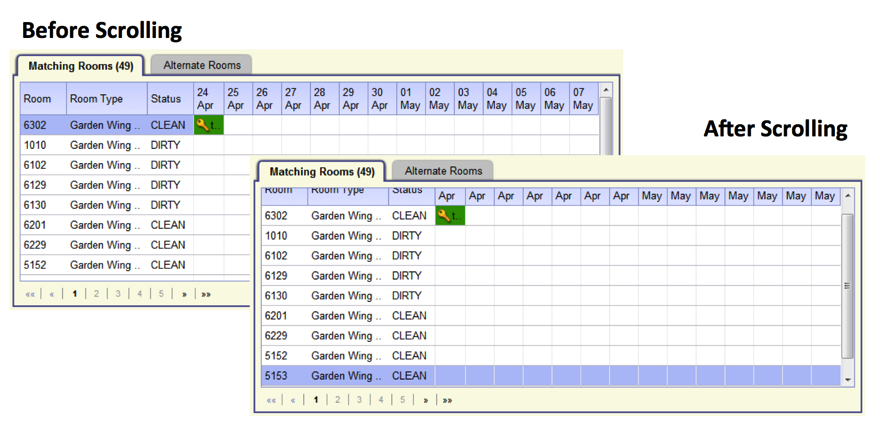 Before Scrolling
Matching Rooms (49) Alternate Rooms
Room Room Type Status 24 Apr 25 Apr 26 Apr 27 Apr 28 Apr 29 Apr 30 Apr 01 May 02 May 03 May 04 May 05 May 06 May 07 May
6302 Garden Wing .. CLEAN t..
1010 Garden Wing .. DIRTY
6102 Garden Wing .. DIRTY
6129 Garden Wing .. DIRTY
6130 Garden Wing .. DIRTY
6201 Garden Wing .. CLEAN
6229 Garden Wing .. CLEAN
5152 Garden Wing .. CLEAN
«« | « | 1 | 2 | 3 | 4 | 5 | » | »»
After Scrolling
Matching Rooms (49) Alternate Rooms
Room Room Type Status Apr Apr Apr Apr Apr Apr Apr May May May May May May May
6302 Garden Wing .. CLEAN t..
1010 Garden Wing .. DIRTY
6102 Garden Wing .. DIRTY
6129 Garden Wing .. DIRTY
6130 Garden Wing .. DIRTY
6201 Garden Wing .. CLEAN
6229 Garden Wing .. CLEAN
5152 Garden Wing .. CLEAN
5153 Garden Wing .. CLEAN
«« | « | 1 | 2 | 3 | 4 | 5 | » | »»